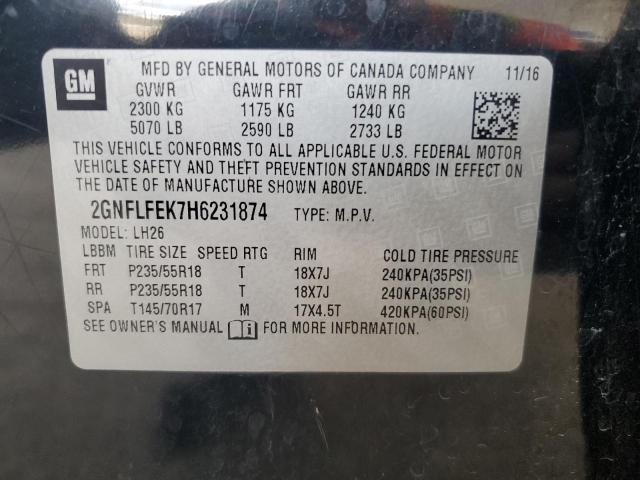 GM
MFD BY GENERAL MOTORS OF CANADA COMPANY 11/16
GVWR GAWR FRT GAWR RR
2300 KG 1175 KG 1240 KG
5070 LB 2590 LB 2733 LB
THIS VEHICLE CONFORMS TO ALL APPLICABLE U.S. FEDERAL MOTOR
VEHICLE SAFETY AND THEFT PREVENTION STANDARDS IN EFFECT ON
THE DATE OF MANUFACTURE SHOWN ABOVE.
2GNFLFEK7H6231874 TYPE: M.P.V.
MODEL: LH26
LBBM TIRE SIZE SPEED RTG RIM COLD TIRE PRESSURE
FRT P235/55R18 T 18X7J 240KPA(35PSI)
RR P235/55R18 T 18X7J 240KPA(35PSI)
SPA T145/70R17 M 17X4.5T 420KPA(60PSI)
SEE OWNER'S MANUAL FOR MORE INFORMATION.